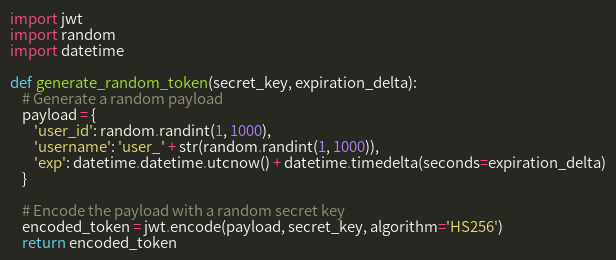 import jwt
import random
import datetime

def generate_random_token(secret_key, expiration_delta):
    # Generate a random payload
    payload = {
        'user_id': random.randint(1, 1000),
        'username': 'user_' + str(random.randint(1, 1000)),
        'exp': datetime.datetime.utcnow() + datetime.timedelta(seconds=expiration_delta)
    }

    # Encode the payload with a random secret key
    encoded_token = jwt.encode(payload, secret_key, algorithm='HS256')
    return encoded_token